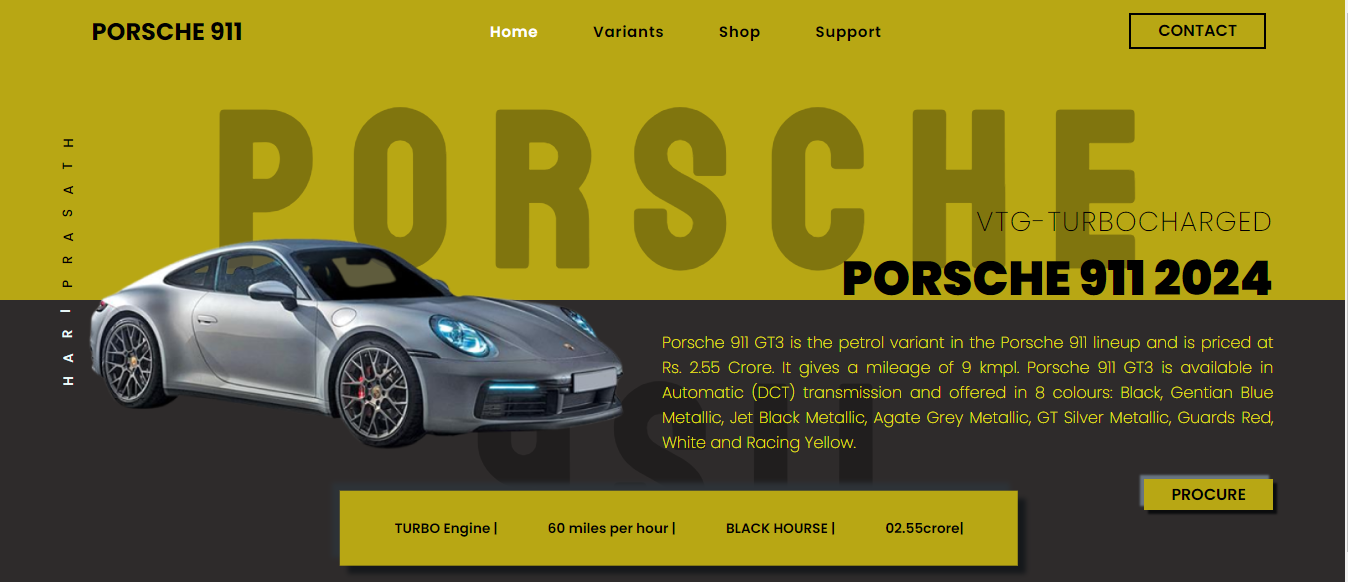 PORSCHE 911
Home Variants Shop Support
CONTACT
PORSCHE
HARI PRASATH
VTG-TURBOCHARGED
PORSCHE 911 2024
Porsche 911 GT3 is the petrol variant in the Porsche 911 lineup and is priced at
Rs. 2.55 Crore. It gives a mileage of 9 kmpl. Porsche 911 GT3 is available in
Automatic (DCT) transmission and offered in 8 colours: Black, Gentian Blue
Metallic, Jet Black Metallic, Agate Grey Metallic, GT Silver Metallic, Guards Red,
White and Racing Yellow.
PROCURE
TURBO Engine | 60 miles per hour | BLACK HOURSE | 02.55crore|